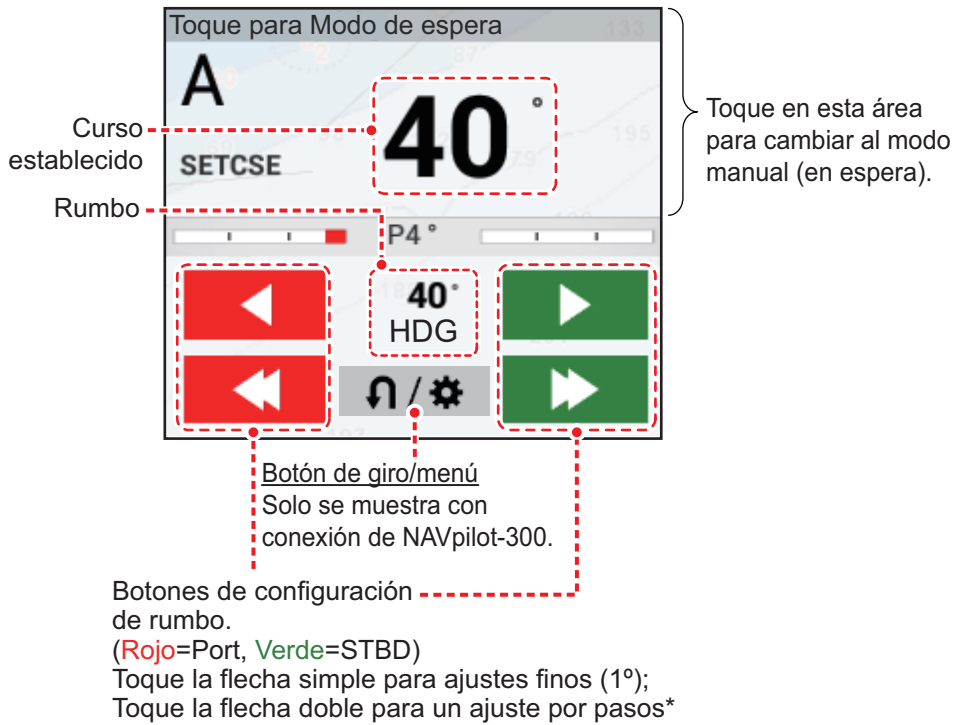 Toque para Modo de espera
A
40°
SETCSE
Curso
establecido
Toque en esta área
para cambiar al modo
manual (en espera).
Rumbo
P4°
40°
HDG
/
Botón de giro/menú
Solo se muestra con
conexión de NAVpilot-300.
Botones de configuración
de rumbo.
(Rojo=Port, Verde=STBD)
Toque la flecha simple para ajustes finos (1º);
Toque la flecha doble para un ajuste por pasos*